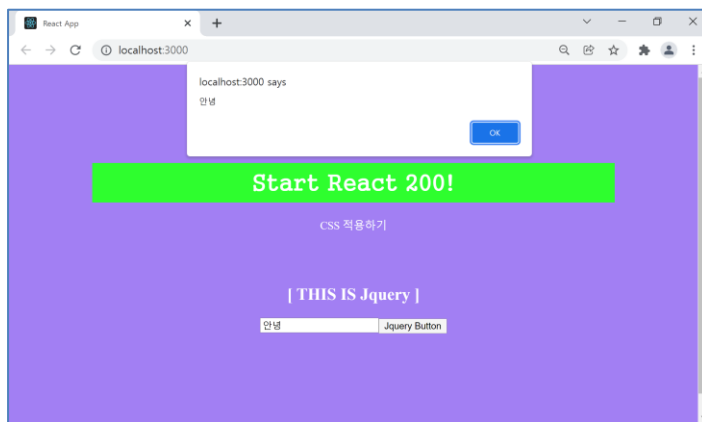 React App
localhost:3000
localhost:3000 says
안녕
OK
Start React 200!
CSS 적용하기
[ THIS IS Jquery ]
안녕 Jquery Button